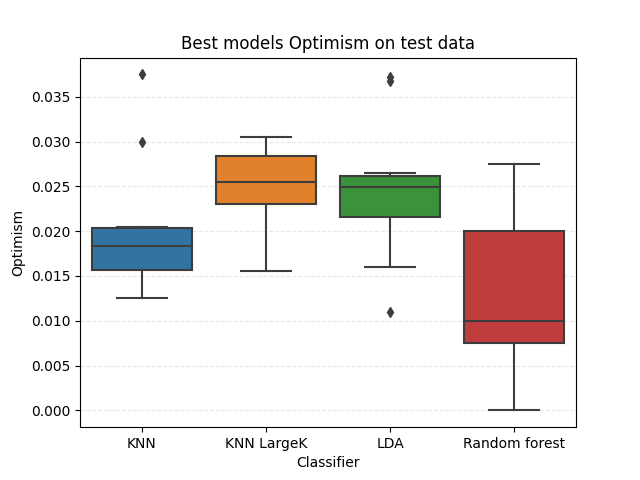 Best models Optimism on test data
Optimism
0.035
0.030
0.025
0.020
0.015
0.010
0.005
0.000
KNN
KNN LargeK
LDA
Random forest
Classifier